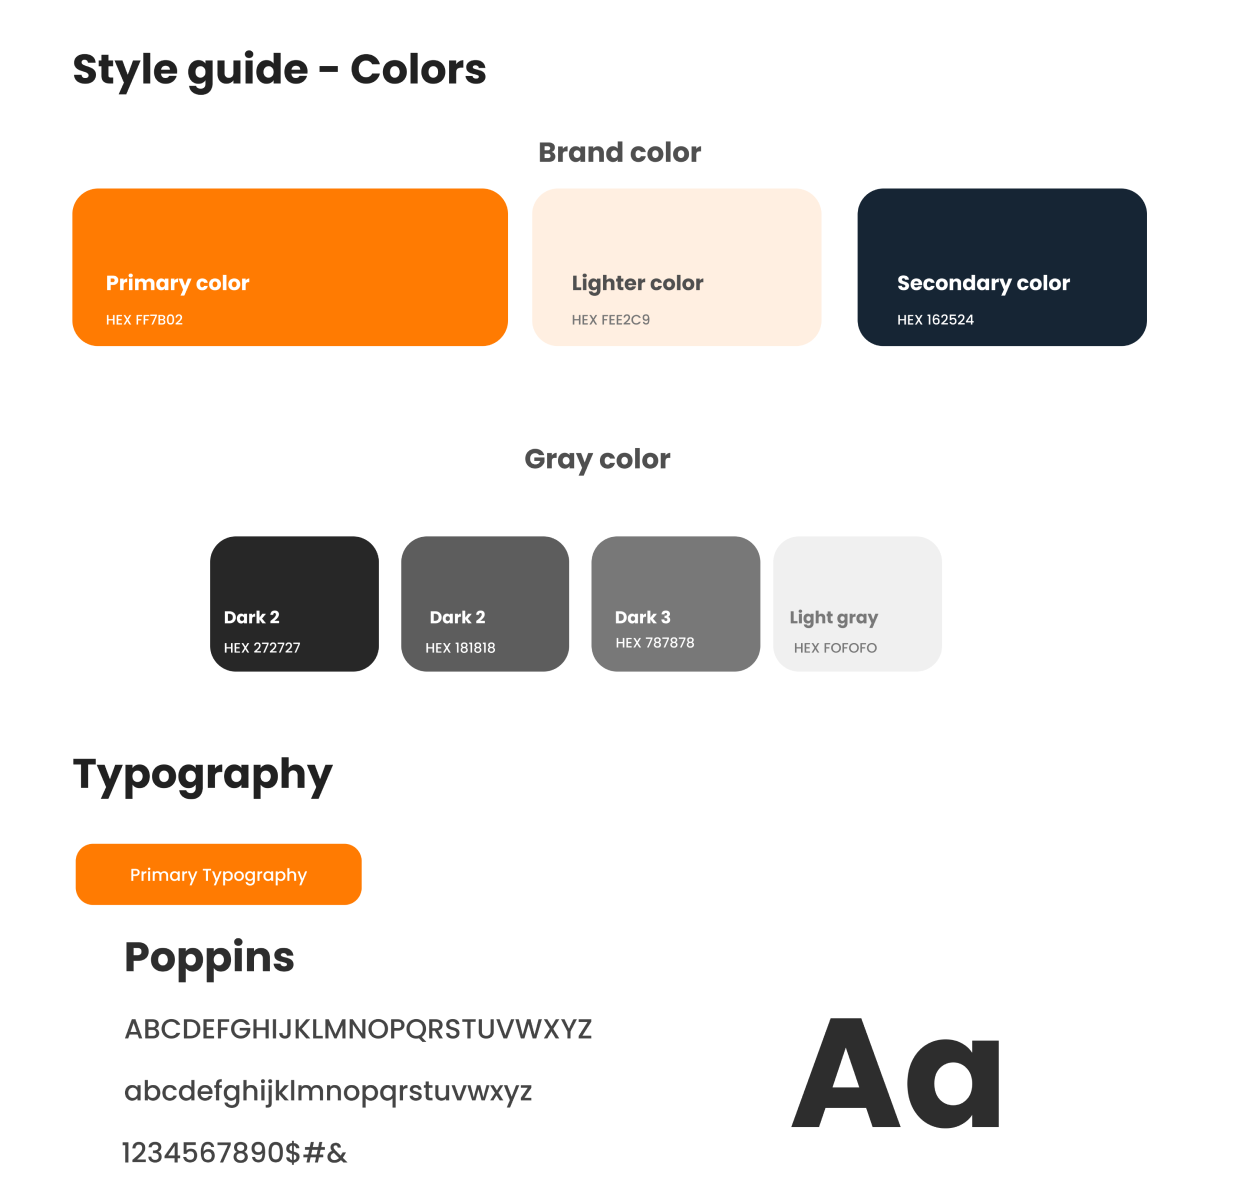 Style guide - Colors
Brand color
Primary color
HEX FF7B02
Lighter color
HEX FEE2C9
Secondary color
HEX 162524
Gray color
Dark 2
HEX 272727
Dark 2
HEX 181818
Dark 3
HEX 787878
Light gray
HEX FOFOFO
Typography
Primary Typography
Poppins
ABCDEFGHIJKLMNOPQRSTUVWXYZ
abcdefghijklmnopqrstuvwxyz
1234567890$#&
Aa